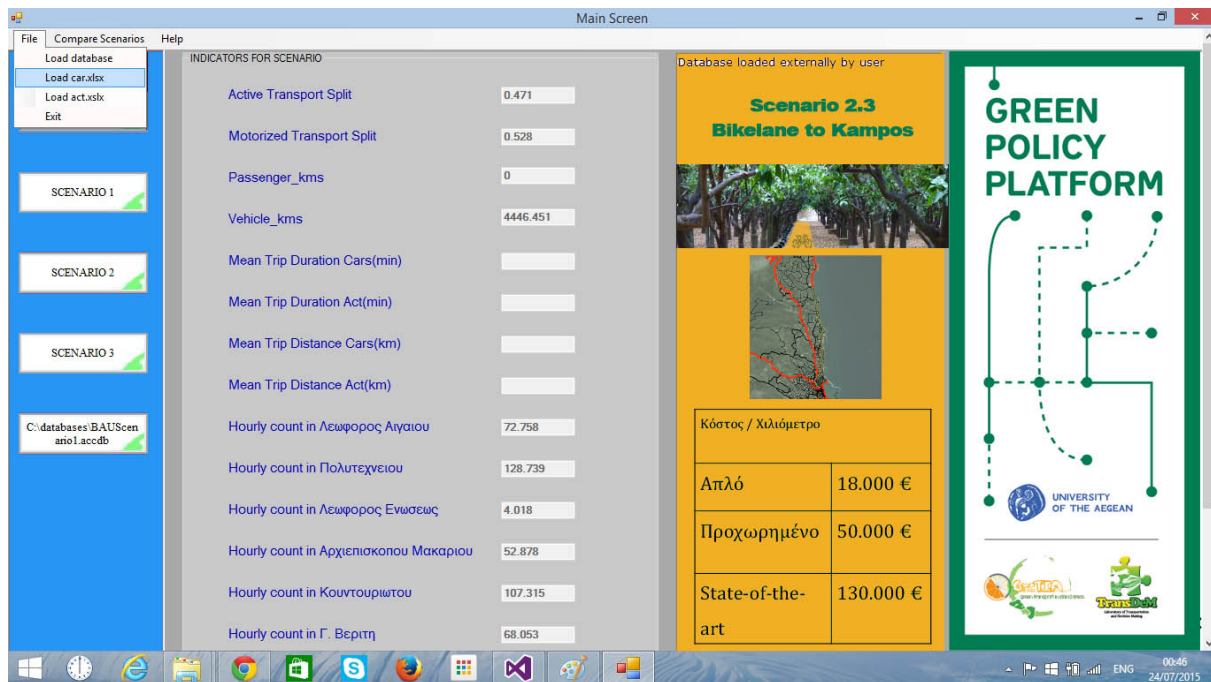 Main Screen
File Compare Scenarios Help
Load database
Load car.xlsx
Load act.xslx
Exit
SCENARIO 1
SCENARIO 2
SCENARIO 3
C:\databases\BAUScen
ario1.accdb
INDICATORS FOR SCENARIO
Active Transport Split 0.471
Motorized Transport Split 0.528
Passenger_kms 0
Vehicle_kms 4446.451
Mean Trip Duration Cars(min)
Mean Trip Duration Act(min)
Mean Trip Distance Cars(km)
Mean Trip Distance Act(km)
Hourly count in Λεωφορος Αιγαιου 72.758
Hourly count in Πολυτεχνειου 128.739
Hourly count in Λεωφορος Ενωσεως 4.018
Hourly count in Αρχιεπισκοπου Μακαριου 52.878
Hourly count in Κουντουριωτου 107.315
Hourly count in Γ. Βεριτη 68.053
Database loaded externally by user
Scenario 2.3
Bikelane to Kampos
Κόστος / Χιλιόμετρο
Απλό 18.000 €
Προχωρημένο 50.000 €
State-of-the- 130.000 €
art
GREEN
POLICY
PLATFORM
UNIVERSITY
OF THE AEGEAN
TransDeM
ENG
00:46
24/07/2015